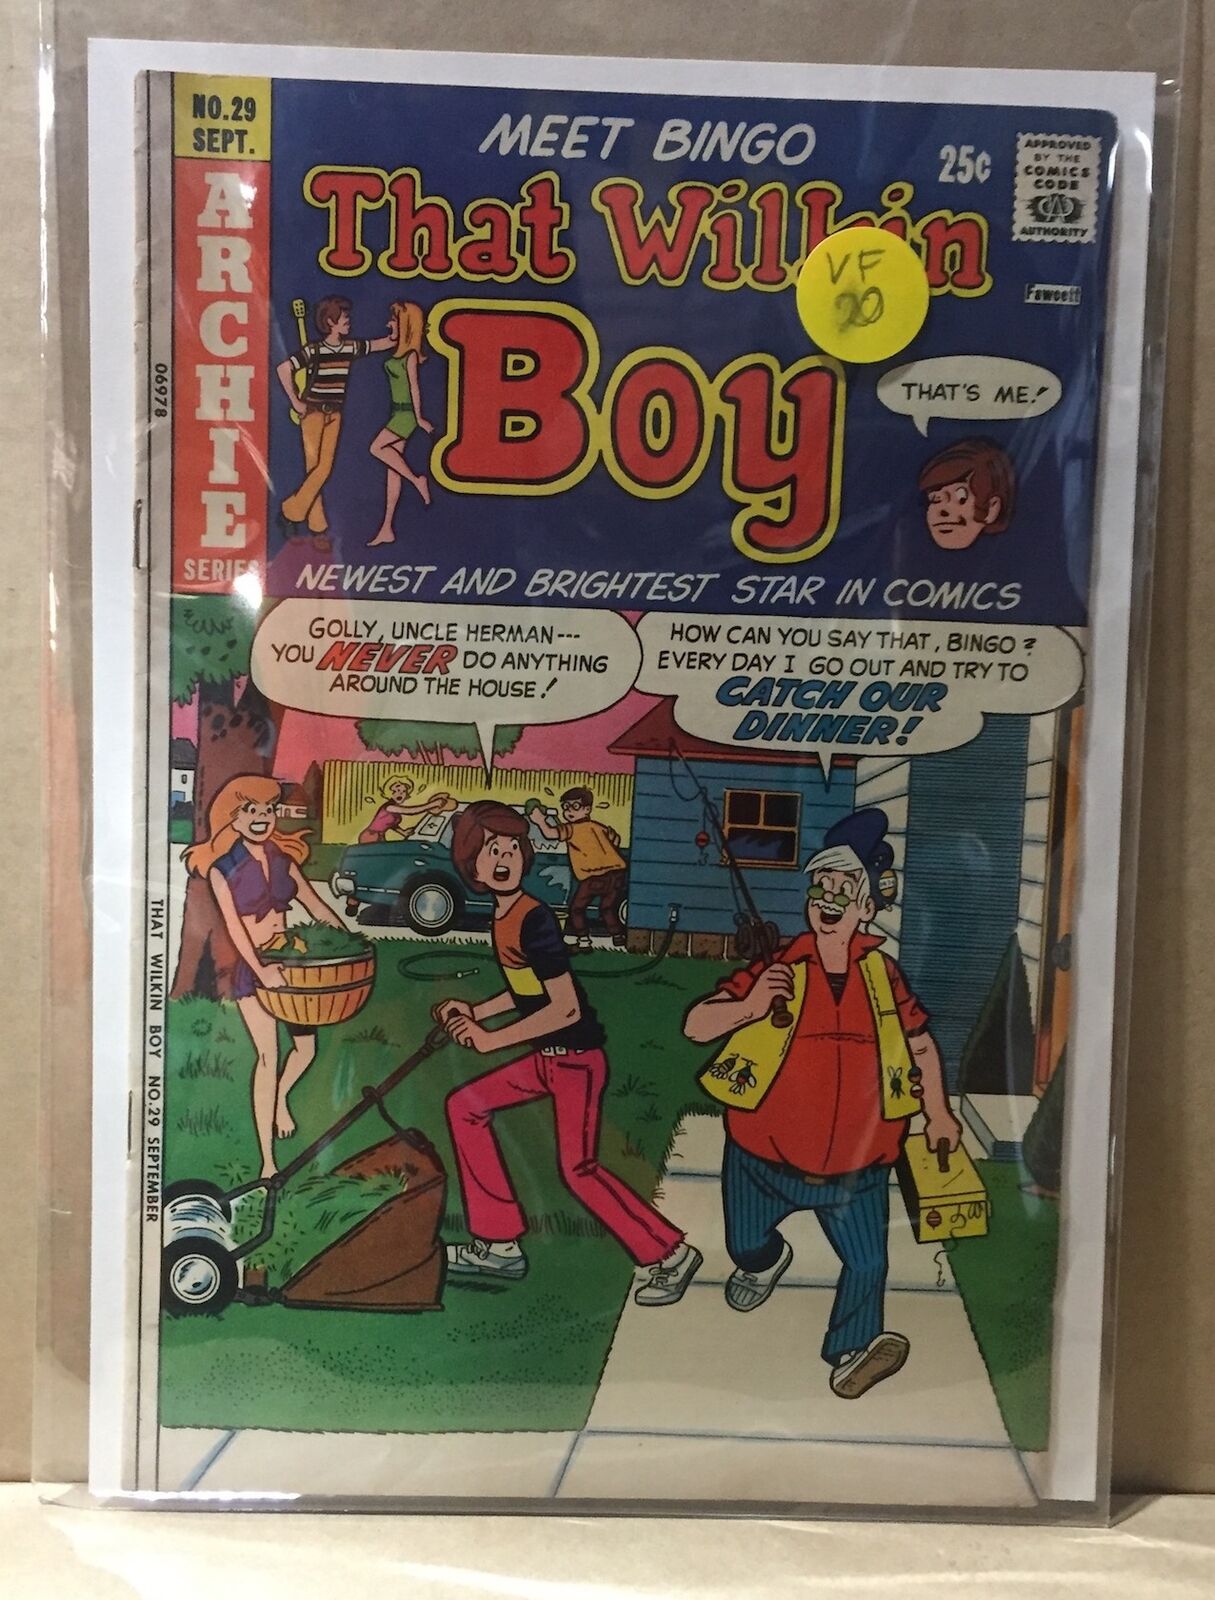 NO.29
SEPT.
ARCHIE
SERIES
MEET BINGO
That Wilkin
Boy
25¢
APPROVED
BY THE
COMICS
CODE
CA
AUTHORITY
Fawcett
VF
20
THAT'S ME!
NEWEST AND BRIGHTEST STAR IN COMICS
GOLLY, UNCLE HERMAN---
YOU NEVER DO ANYTHING
AROUND THE HOUSE!
HOW CAN YOU SAY THAT, BINGO?
EVERY DAY I GO OUT AND TRY TO
CATCH OUR
DINNER!
06978
THAT WILKIN BOY NO.29 SEPTEMBER